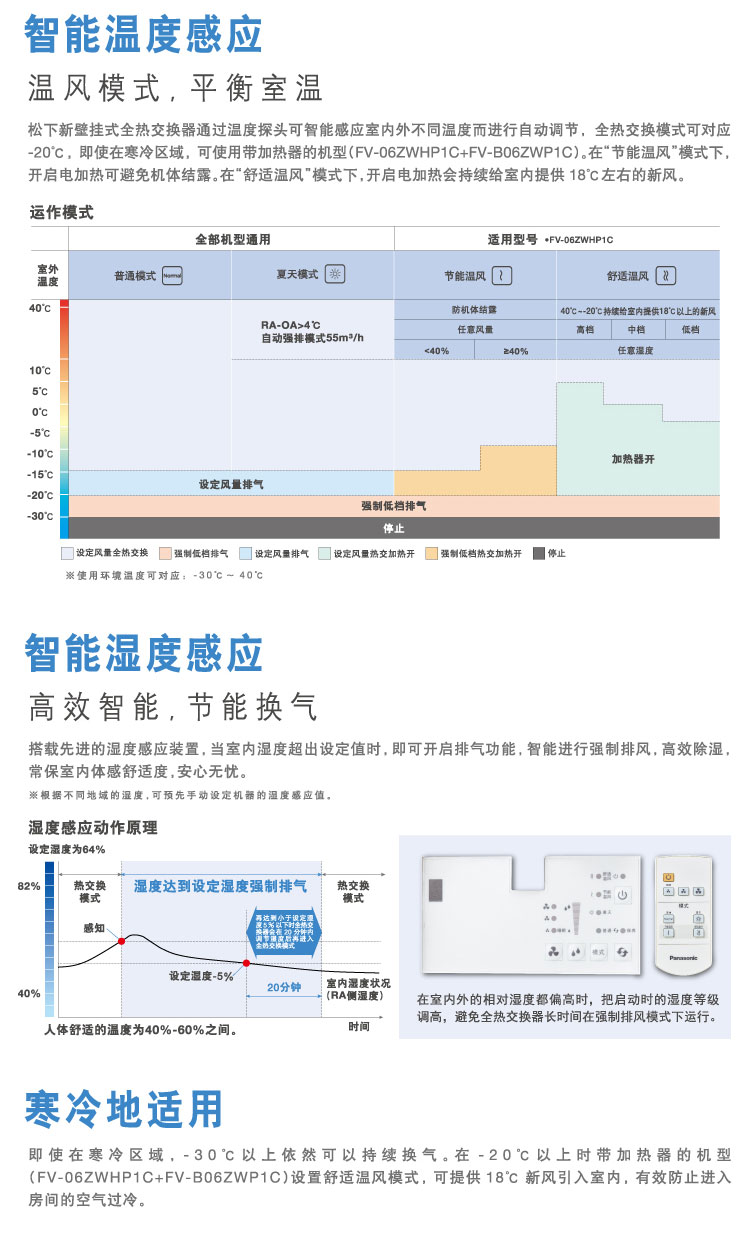 智能温度感应
温风模式, 平衡室温
松下新壁挂式全热交换器通过温度探头可智能感应室内外不同温度而进行自动调节, 全热交换模式可对应
-20℃, 即使在寒冷区域, 可使用带加热器的机型(FV-06ZWHP1C+FV-B06ZWP1C)。在“节能温风”模式下,
开启电加热可避免机体结露。在“舒适温风”模式下,开启电加热会持续给室内提供 18℃左右的新风。
运作模式
全部机型通用
适用型号 •FV-06ZWHP1C
室外温度
普通模式 Normal
夏天模式
节能温风
舒适温风
40℃
RA-OA>4℃
自动强排模式55m³/h
防机体结露
40℃~-20℃持续给室内提供18℃以上的新风
任意风量
高档 中档 低档
<40% ≥40%
任意湿度
10℃
5℃
0℃
-5℃
-10℃
-15℃
-20℃
-30℃
加热器开
设定风量排气
强制低档排气
停止
设定风量全热交换 强制低档排气 设定风量排气 设定风量热交加热开 强制低档热交加热开 停止
※使用环境温度可对应: -30℃ ~ 40℃
智能湿度感应
高效智能, 节能换气
搭载先进的湿度感应装置, 当室内湿度超出设定值时, 即可开启排气功能, 智能进行强制排风, 高效除湿,
常保室内体感舒适度, 安心无忧。
※根据不同地域的湿度, 可预先手动设定机器的温度感应值。
湿度感应动作原理
设定湿度为64%
82%
热交换
模式
湿度达到设定湿度强制排气
热交换
模式
感知
再达到小于设定湿
度5%以下时全热交
换器会在20分钟内
调节湿度后再进入
全热交换模式
设定湿度-5%
20分钟
室内湿度状况
(RA侧湿度)
40%
人体舒适的温度为40%-60%之间。
时间
模式
模式
Panasonic
在室内外的相对湿度都偏高时, 把启动时的湿度等级
调高, 避免全热交换器长时间在强制排风模式下运行。
寒冷地适用
即使在寒冷区域, -30℃以上依然可以持续换气。在 -20℃以上时带加热器的机型
(FV-06ZWHP1C+FV-B06ZWP1C)设置舒适温风模式, 可提供 18℃ 新风引入室内, 有效防止进入
房间的空气过冷。